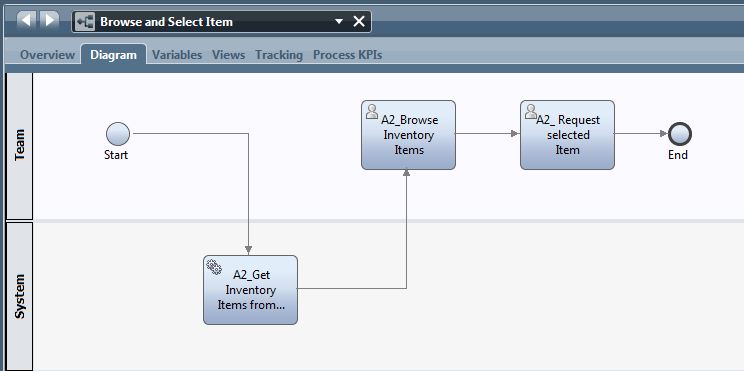 Browse and Select Item
Overview Diagram Variables Views Tracking Process KPIs
Team
Start
A2_Browse
Inventory
Items
A2_ Request
selected
Item
End
System
A2_Get
Inventory
Items from...